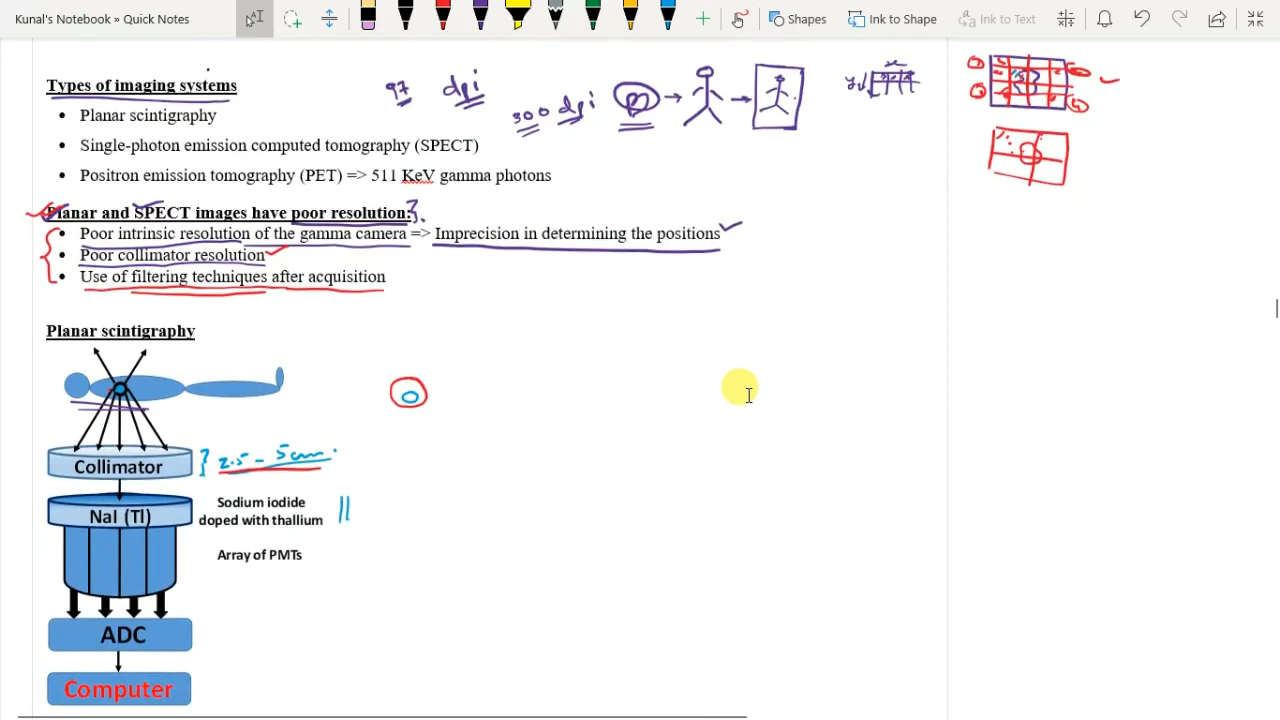 Kunal's Notebook » Quick Notes
Shapes
Ink to Shape
Ink to Text
Types of imaging systems
97 dpi
300 dpi
• Planar scintigraphy
• Single-photon emission computed tomography (SPECT)
• Positron emission tomography (PET) => 511 KeV gamma photons
Planar and SPECT images have poor resolution:
• Poor intrinsic resolution of the gamma camera => Imprecision in determining the positions
• Poor collimator resolution
• Use of filtering techniques after acquisition
Planar scintigraphy
Collimator
2.5 - 5cm
NaI (Tl)
Sodium iodide
doped with thallium
Array of PMTs
ADC
Computer